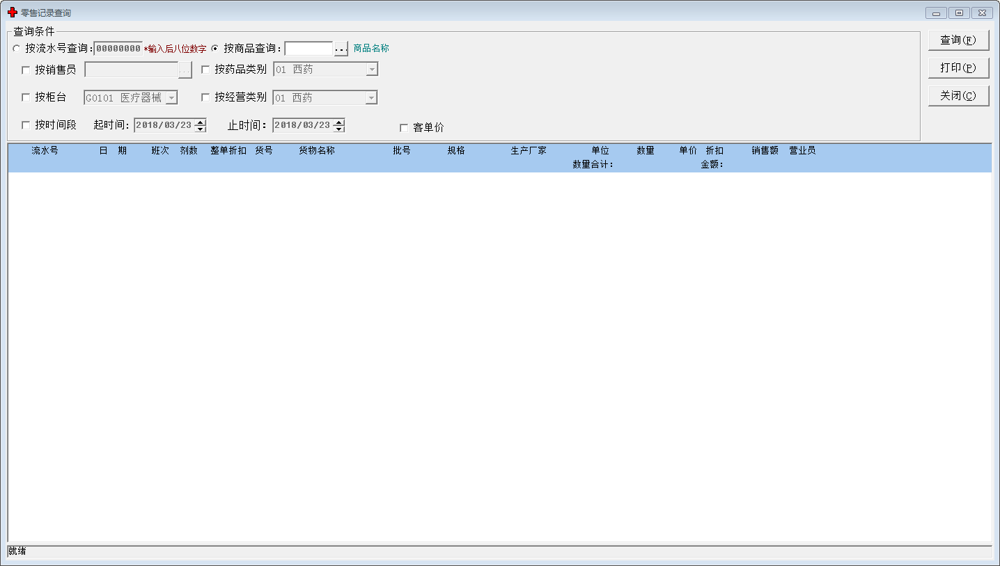 零售记录查询
查询条件
按流水号查询: 00000000 *输入后八位数字 按商品查询: ... 商品名称 查询(F)
按销售员 ... 按药品类别 01 西药 打印(P)
按柜台 G0101 医疗器械 按经营类别 01 西药 关闭(C)
按时间段 起时间: 2018/03/23 止时间: 2018/03/23 客单价
流水号 日 期 班次 剂数 整单折扣 货号 货物名称 批号 规格 生产厂家 单位 数量 单价 折扣 销售额 营业员
数量合计: 金额:
就绪